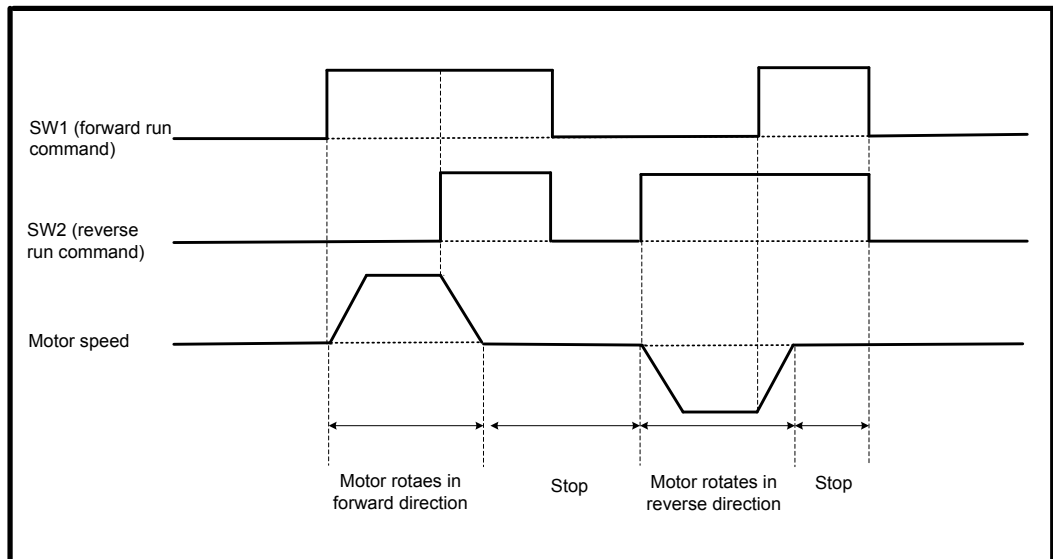 SW1 (forward run
command)
SW2 (reverse
run command)
Motor speed
Motor rotaes in
forward direction
Stop
Motor rotates in
reverse direction
Stop